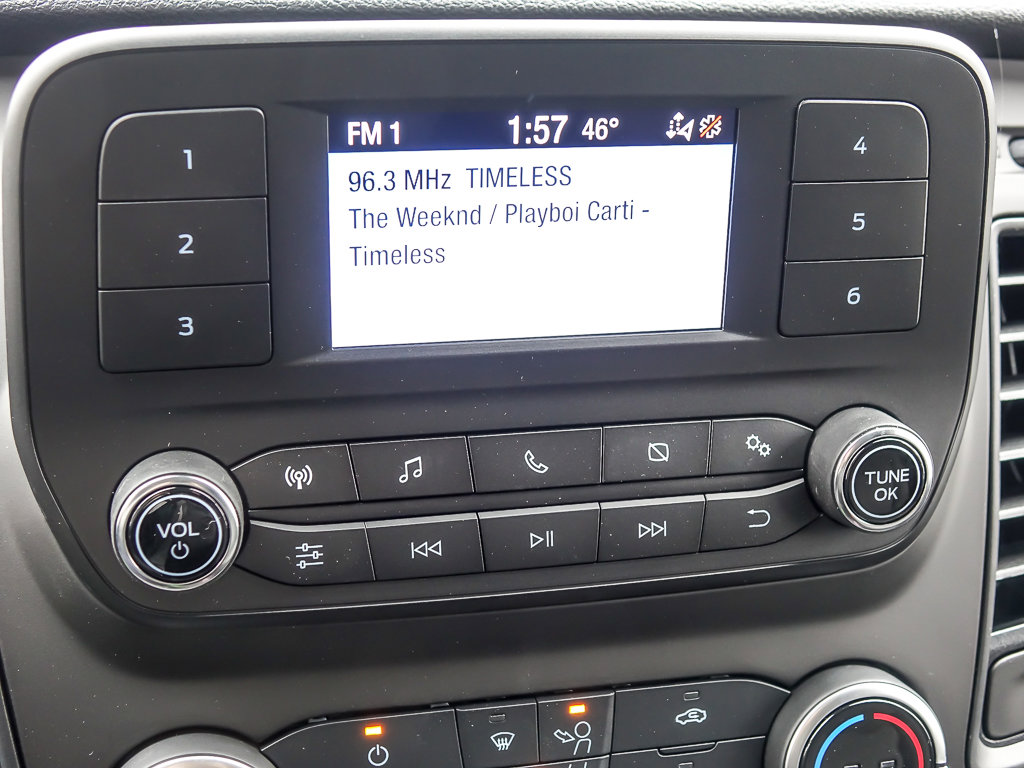 FM 1 1:57 46°
96.3 MHz TIMELESS
The Weeknd / Playboi Carti -
Timeless
1
2
3
4
5
6
VOL
TUNE
OK